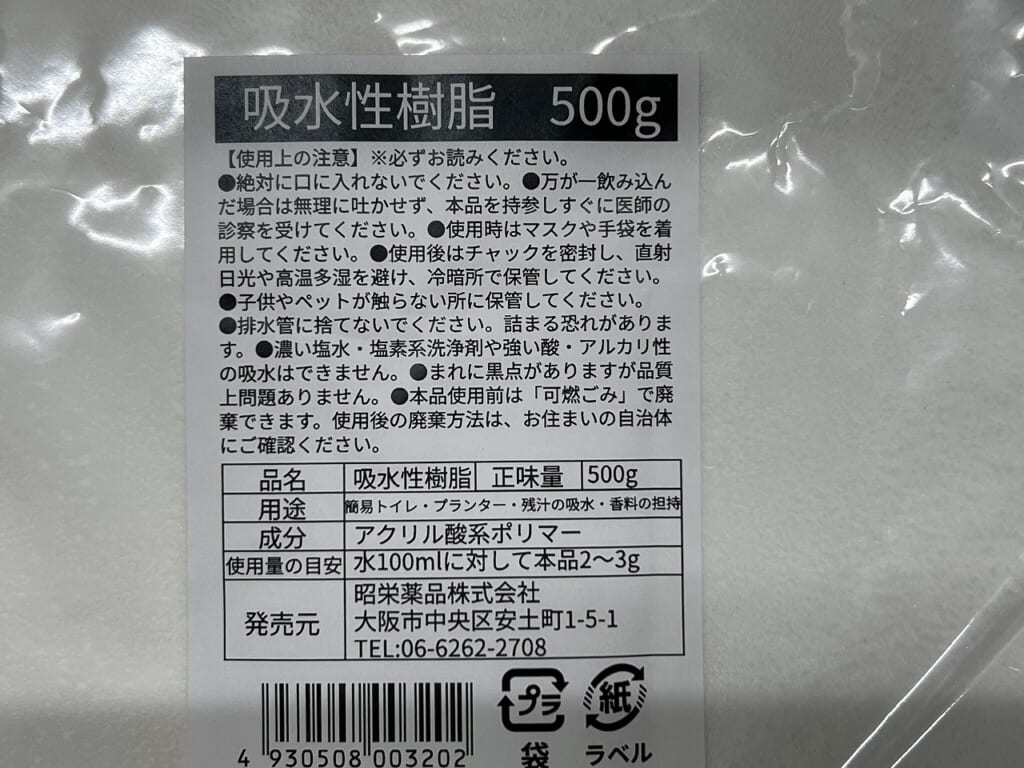 吸水性樹脂 500g
【使用上の注意】※必ずお読みください。
●絶対に口に入れないでください。●万が一飲み込ん
だ場合は無理に吐かせず、本品を持参しすぐに医師の
診察を受けてください。●使用時はマスクや手袋を着
用してください。●使用後はチャックを密封し、直射
日光や高温多湿を避け、冷暗所で保管してください。
●子供やペットが触らない所に保管してください。
●排水管に捨てないでください。詰まる恐れがありま
す。●濃い塩水・塩素系洗浄剤や強い酸・アルカリ性
の吸水はできません。●まれに黒点がありますが品質
上問題ありません。●本品使用前は「可燃ごみ」で廃
棄できます。使用後の廃棄方法は、お住まいの自治体
にご確認ください。
品名 吸水性樹脂 正味量 500g
用途 簡易トイレ・プランター・残汁の吸水・香料の担持
成分 アクリル酸系ポリマー
使用量の目安 水100mlに対して本品2〜3g
発売元 昭栄薬品株式会社
大阪市中央区安土町1-5-1
TEL:06-6262-2708
プラ 紙
袋 ラベル
4 930508 003202